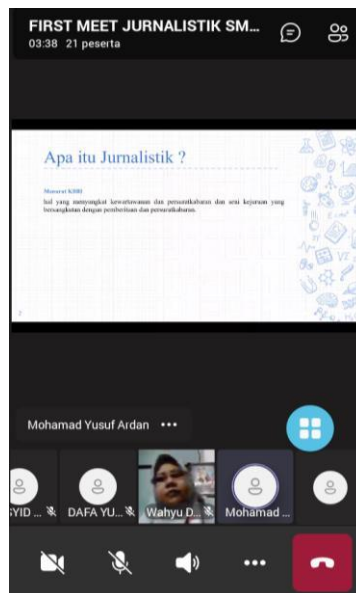 FIRST MEET JURNALISTIK SM...
03:38 21 peserta
Apa itu Jurnalistik ?
Menurut KBBI
hal yang menyangkut kewartawanan dan persuratkabaran dan seni kejuruan yang
bersangkutan dengan pemberitaan dan persuratkabaran.
2
Mohamad Yusuf Ardan
SYID ...
DAFA YU...
Wahyu D...
Mohamad ...